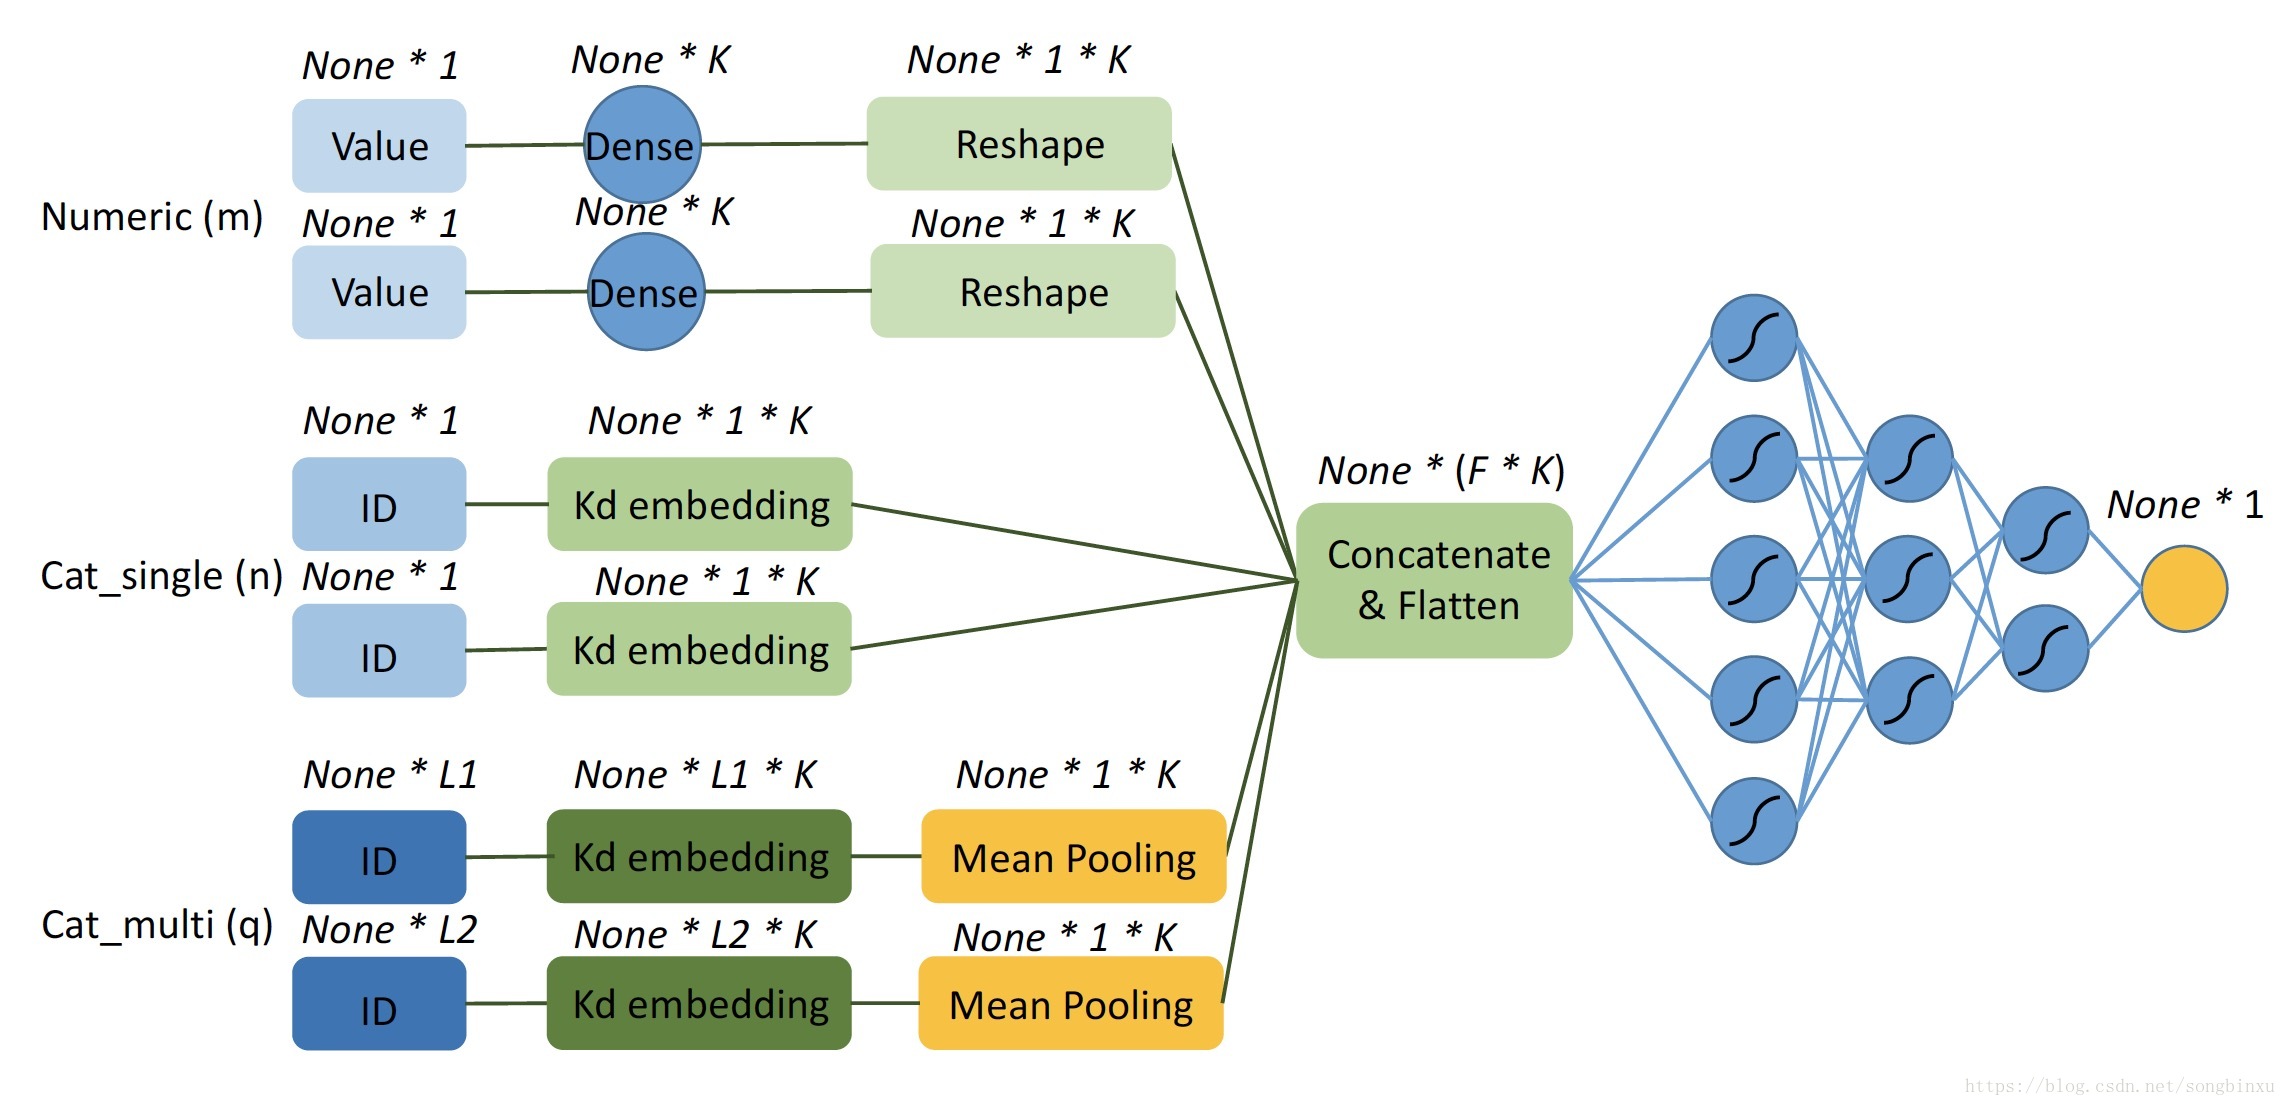 None * 1
None * K
None * 1 * K
Value
Dense
Reshape
Numeric (m)
None * 1
None * K
None * 1 * K
Value
Dense
Reshape
None * 1
None * 1 * K
ID
Kd embedding
Cat_single (n)
None * 1
None * 1 * K
ID
Kd embedding
None * L1
None * L1 * K
None * 1 * K
ID
Kd embedding
Mean Pooling
Cat_multi (q)
None * L2
None * L2 * K
None * 1 * K
ID
Kd embedding
Mean Pooling
None * (F * K)
Concatenate
& Flatten
None * 1
https://blog.csdn.net/songbinxu